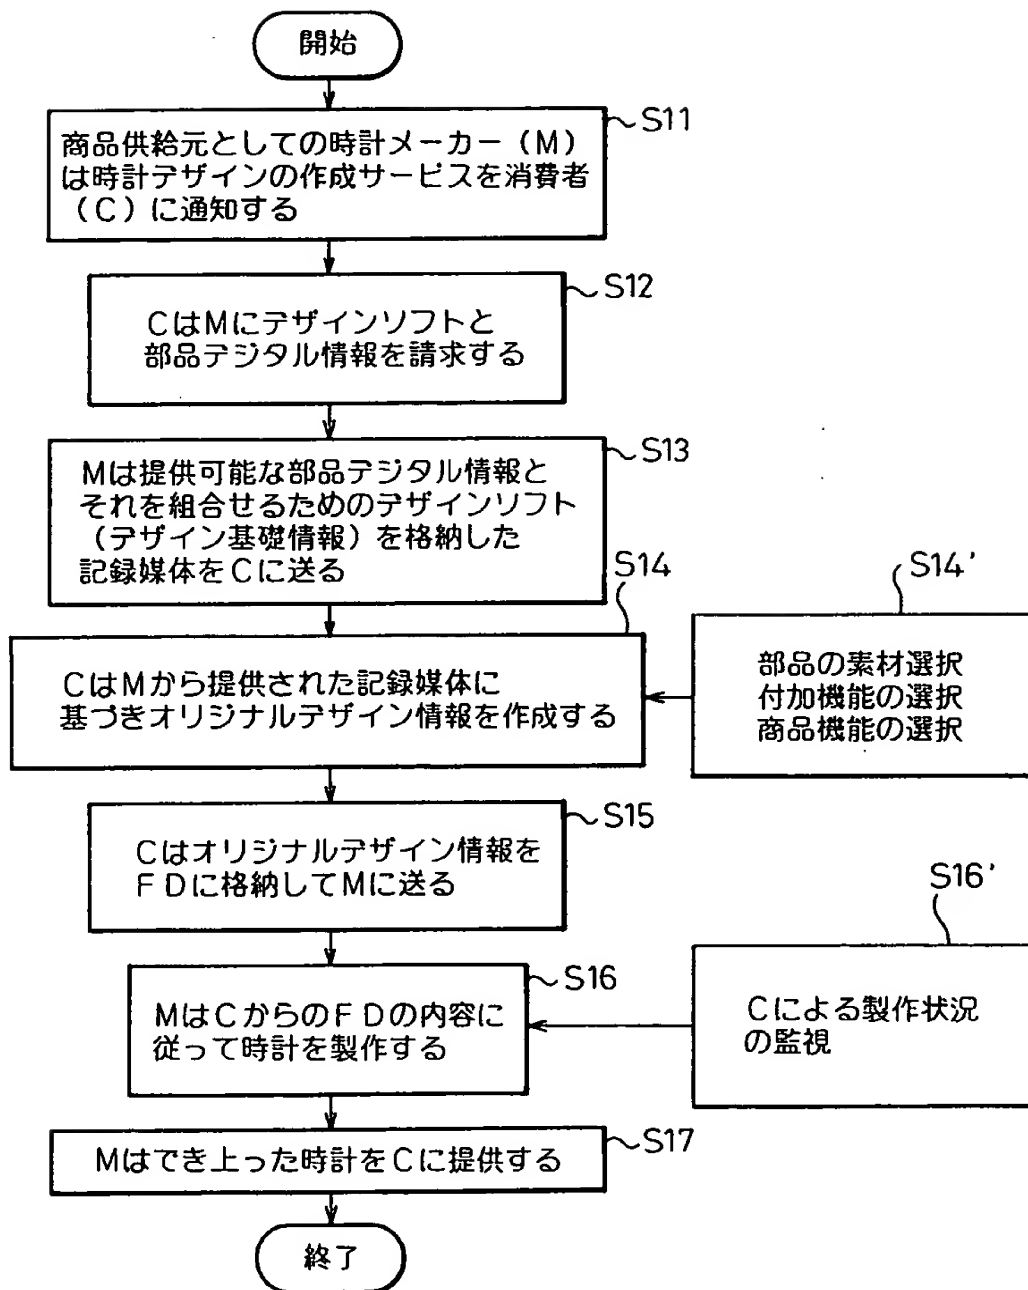 開始
S11
商品供給元としての時計メーカー(M)
は時計デザインの作成サービスを消費者
(C)に通知する
S12
CはMにデザインソフトと
部品デジタル情報を請求する
S13
Mは提供可能な部品デジタル情報と
それを組合せるためのデザインソフト
(デザイン基礎情報)を格納した
記録媒体をCに送る
S14
CはMから提供された記録媒体に
基づきオリジナルデザイン情報を作成する
S14'
部品の素材選択
付加機能の選択
商品機能の選択
S15
Cはオリジナルデザイン情報を
FDに格納してMに送る
S16
MはCからのFDの内容に
従って時計を製作する
S16'
Cによる製作状況
の監視
S17
Mはでき上った時計をCに提供する
終了